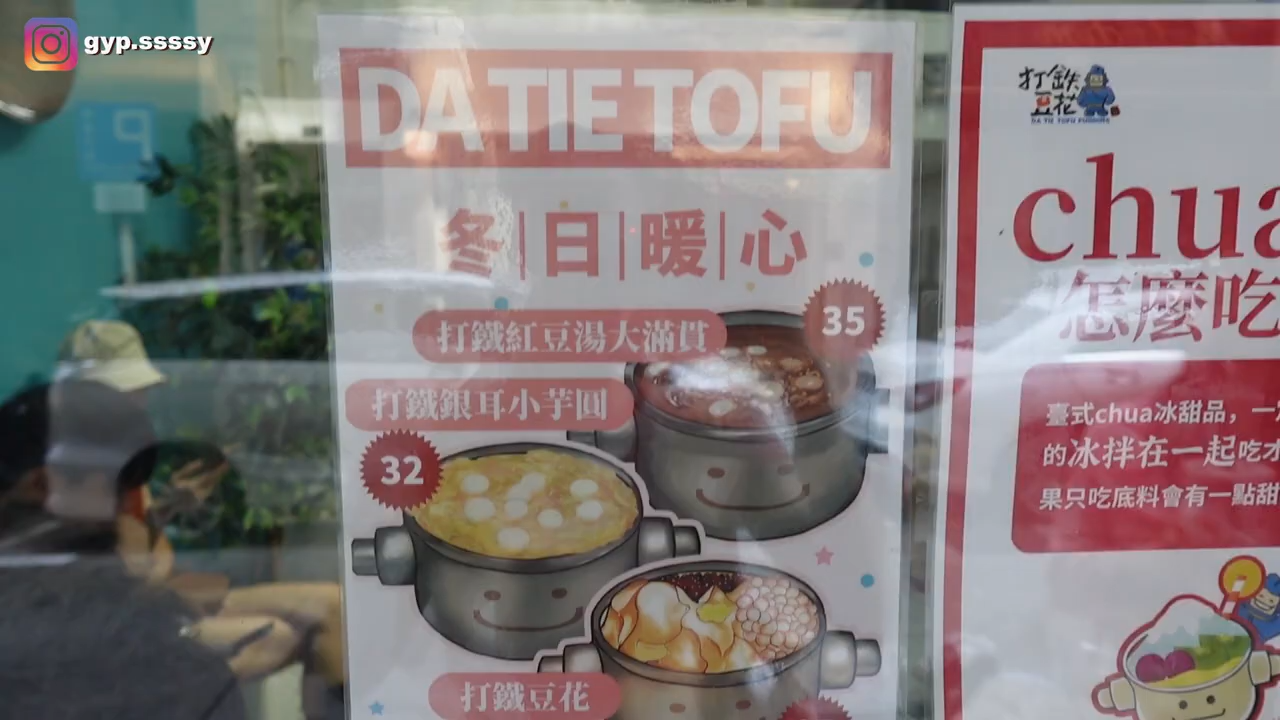 gyp.ssssy
DA TIE TOFU
冬|日|暖|心
打鐵紅豆湯大滿貫
35
打鐵銀耳小芋圓
32
打鐵豆花
打鉄
豆花
DA TIE TOFU PUDDING
chua
怎麼吃
臺式chua冰甜品，一
的冰拌在一起吃才
果只吃底料會有一點甜